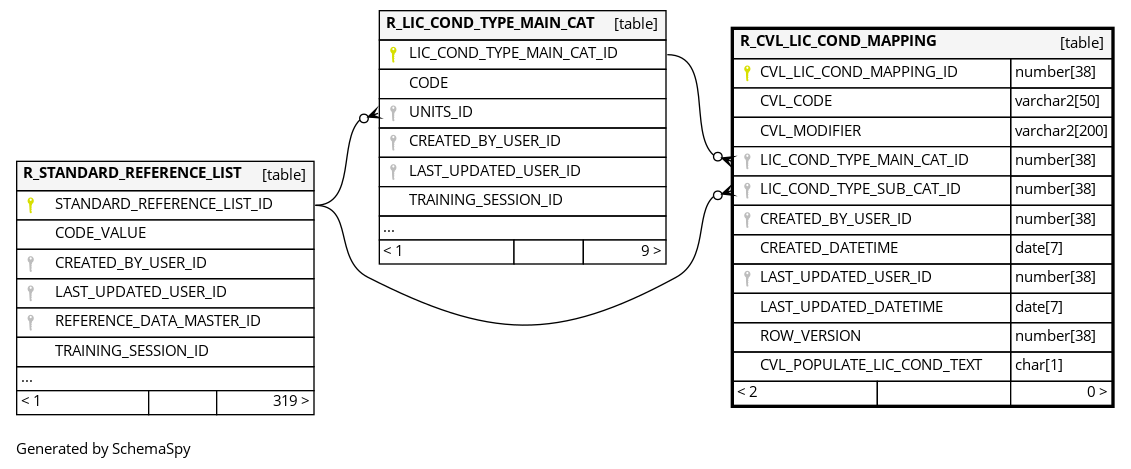 R_LIC_COND_TYPE_MAIN_CAT [table]
LIC_COND_TYPE_MAIN_CAT_ID
CODE
UNITS_ID
CREATED_BY_USER_ID
LAST_UPDATED_USER_ID
TRAINING_SESSION_ID
...
< 1 9 >
R_CVL_LIC_COND_MAPPING [table]
CVL_LIC_COND_MAPPING_ID number[38]
CVL_CODE varchar2[50]
CVL_MODIFIER varchar2[200]
LIC_COND_TYPE_MAIN_CAT_ID number[38]
LIC_COND_TYPE_SUB_CAT_ID number[38]
CREATED_BY_USER_ID number[38]
CREATED_DATETIME date[7]
LAST_UPDATED_USER_ID number[38]
LAST_UPDATED_DATETIME date[7]
ROW_VERSION number[38]
CVL_POPULATE_LIC_COND_TEXT char[1]
< 2 0 >
R_STANDARD_REFERENCE_LIST [table]
STANDARD_REFERENCE_LIST_ID
CODE_VALUE
CREATED_BY_USER_ID
LAST_UPDATED_USER_ID
REFERENCE_DATA_MASTER_ID
TRAINING_SESSION_ID
...
< 1 319 >
Generated by SchemaSpy